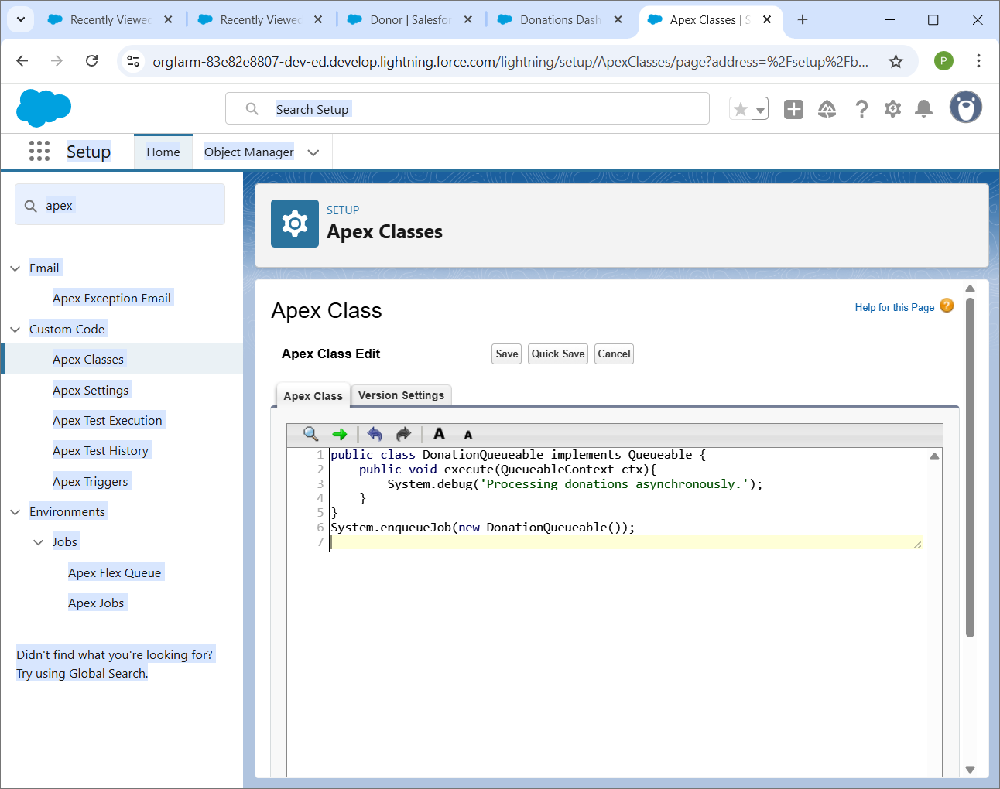 Recently Viewed
Recently Viewed
Donor | Salesfor
Donations Dash
Apex Classes | S
orgfarm-83e82e8807-dev-ed.develop.lightning.force.com/lightning/setup/ApexClasses/page?address=%2Fsetup%2Fb...
P
Search Setup
Setup
Home
Object Manager
apex
Email
Apex Exception Email
Custom Code
Apex Classes
Apex Settings
Apex Test Execution
Apex Test History
Apex Triggers
Environments
Jobs
Apex Flex Queue
Apex Jobs
Didn't find what you're looking for?
Try using Global Search.
SETUP
Apex Classes
Apex Class
Help for this Page ?
Apex Class Edit
Save
Quick Save
Cancel
Apex Class
Version Settings
A A
1 public class DonationQueueable implements Queueable {
2 public void execute(QueueableContext ctx){
3 System.debug('Processing donations asynchronously.');
4 }
5 }
6 System.enqueueJob(new DonationQueueable());
7